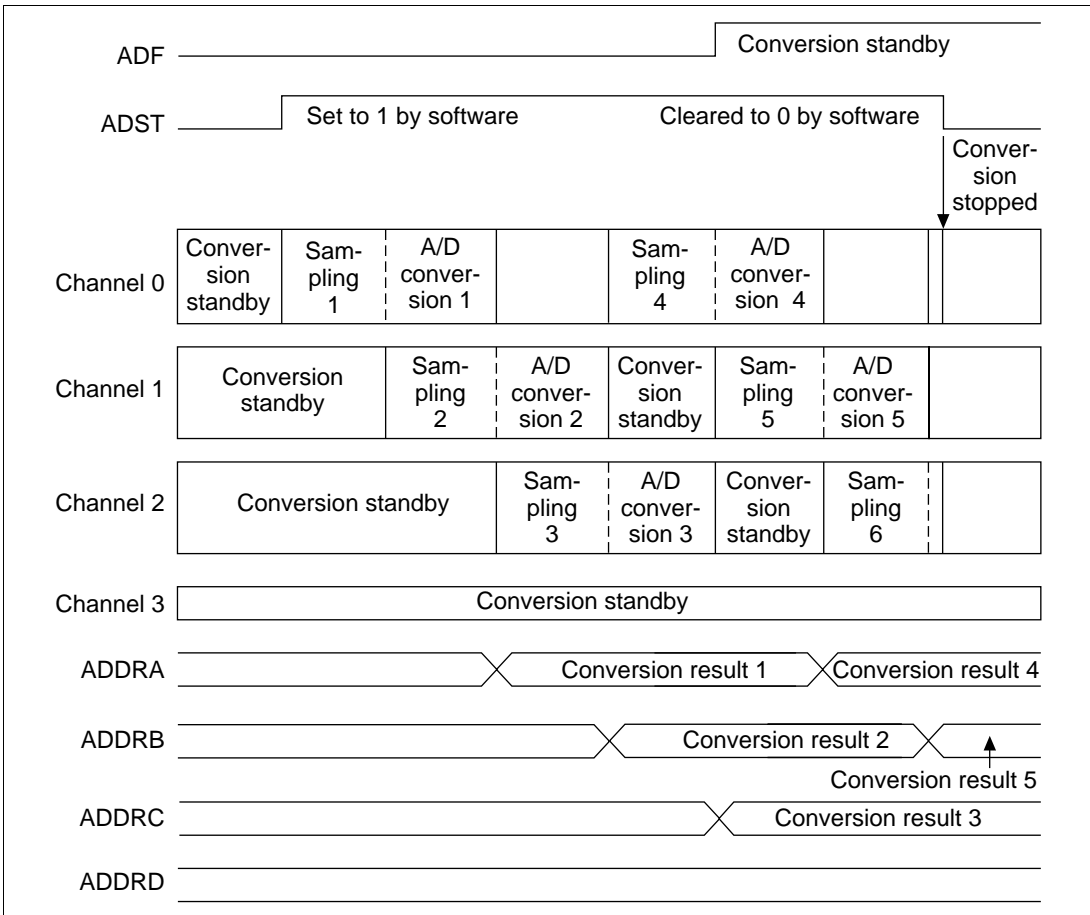 ADF
Conversion standby
ADST
Set to 1 by software
Cleared to 0 by software
Conver-
sion
stopped
Channel 0
Conver-
sion
standby
Sam-
pling
1
A/D
conver-
sion 1
Sam-
pling
4
A/D
conver-
sion 4
Channel 1
Conversion
standby
Sam-
pling
2
A/D
conver-
sion 2
Conver-
sion
standby
Sam-
pling
5
A/D
conver-
sion 5
Channel 2
Conversion standby
Sam-
pling
3
A/D
conver-
sion 3
Conver-
sion
standby
Sam-
pling
6
Channel 3
Conversion standby
ADDRA
Conversion result 1
Conversion result 4
ADDRB
Conversion result 2
Conversion result 5
ADDRC
Conversion result 3
ADDRD